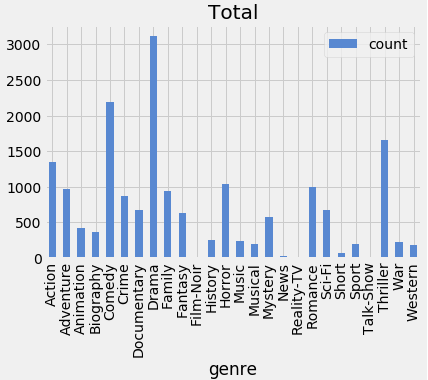 Total
count
3000
2500
2000
1500
1000
500
0
Action
Adventure
Animation
Biography
Comedy
Crime
Documentary
Drama
Family
Fantasy
Film-Noir
History
Horror
Music
Musical
Mystery
News
Reality-TV
Romance
Sci-Fi
Short
Sport
Talk-Show
Thriller
War
Western
genre